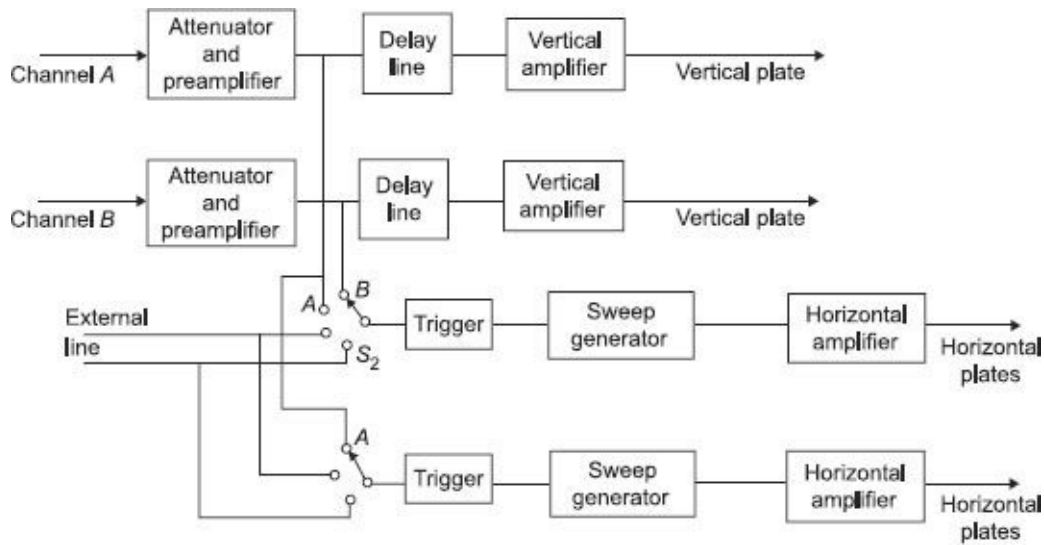 Attenuator
and
preamplifier
Channel A
Delay
line
Vertical
amplifier
Vertical plate
Attenuator
and
preamplifier
Channel B
Delay
line
Vertical
amplifier
Vertical plate
A
B
S2
External
line
Trigger
Sweep
generator
Horizontal
amplifier
Horizontal
plates
A
Trigger
Sweep
generator
Horizontal
amplifier
Horizontal
plates